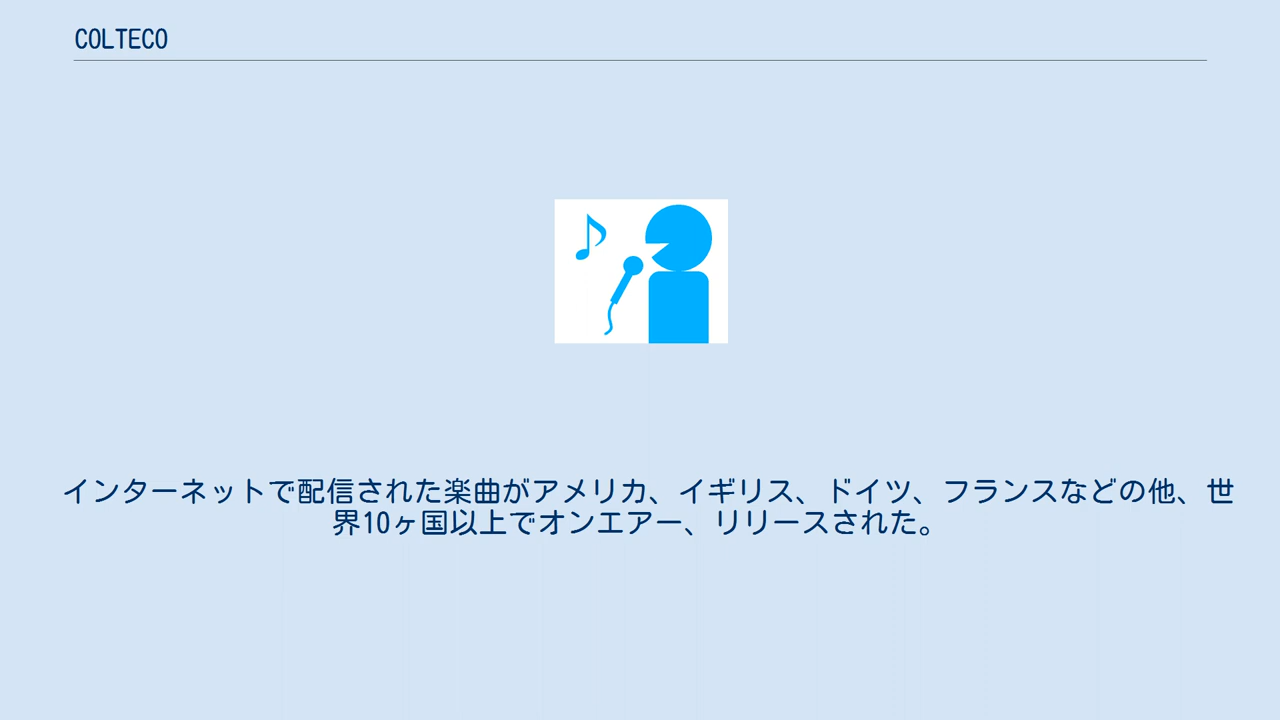 COLTECO
インターネットで配信された楽曲がアメリカ、イギリス、ドイツ、フランスなどの他、世
界10ヶ国以上でオンエアー、リリースされた。